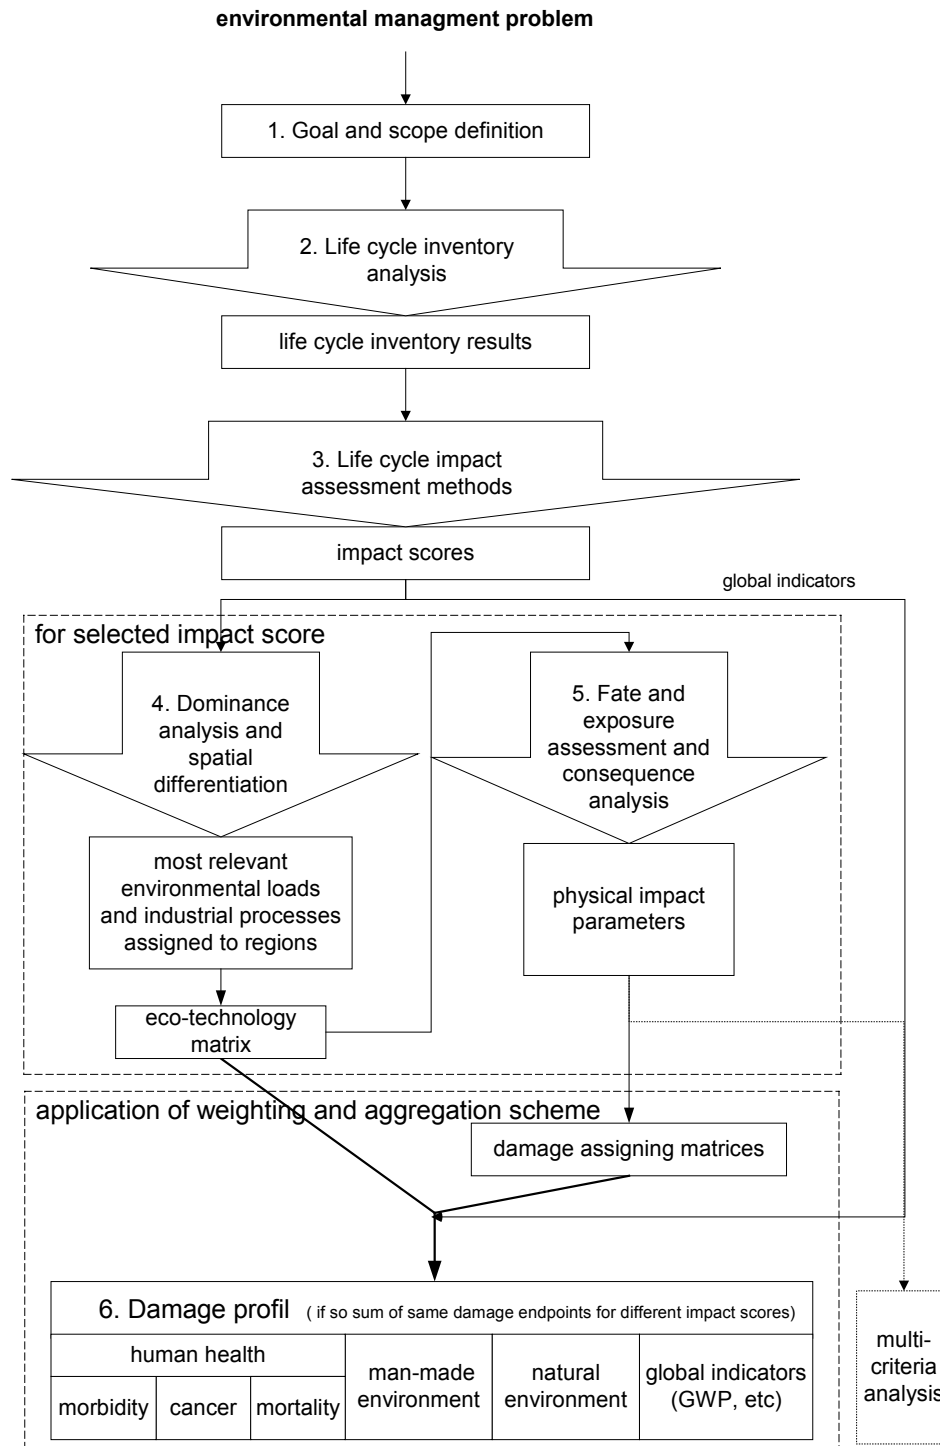 environmental managment problem
1. Goal and scope definition
2. Life cycle inventory
analysis
life cycle inventory results
3. Life cycle impact
assessment methods
impact scores
global indicators
for selected impact score
4. Dominance
analysis and
spatial
differentiation
5. Fate and
exposure
assessment and
consequence
analysis
most relevant
environmental loads
and industrial processes
assigned to regions
physical impact
parameters
eco-technology
matrix
application of weighting and aggregation scheme
damage assigning matrices
6. Damage profil ( if so sum of same damage endpoints for different impact scores)
human health
morbidity
cancer
mortality
man-made
environment
natural
environment
global indicators
(GWP, etc)
multi-
criteria
analysis